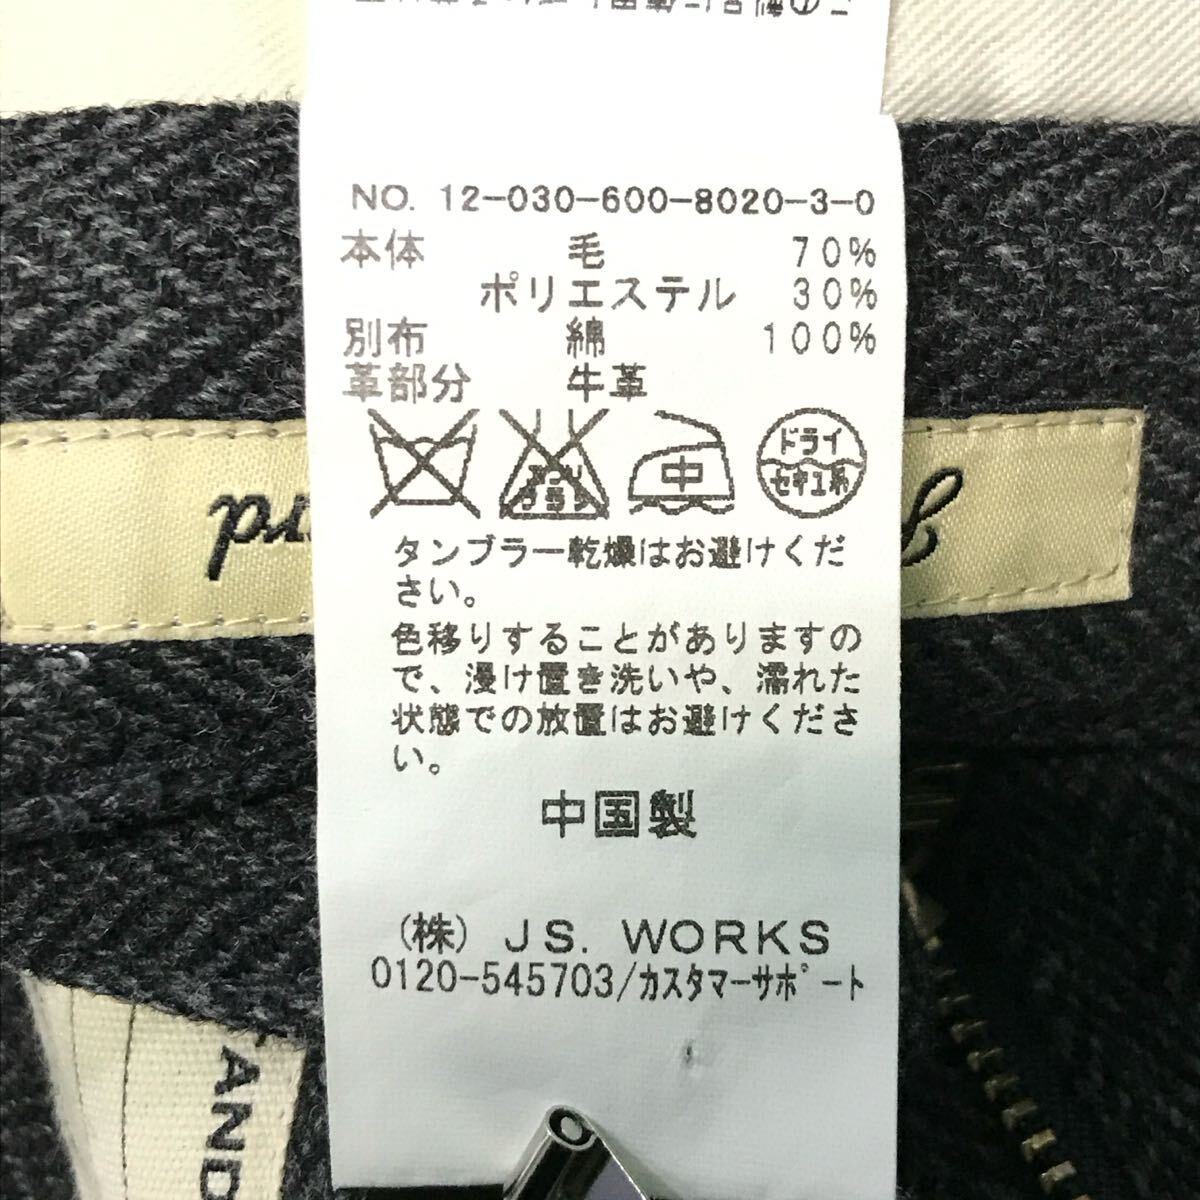 NO. 12-030-600-8020-3-0
本体 毛 70%
ポリエステル 30%
別布 綿 100%
革部分 牛革
中
ドライ
セキユ系
タンブラー乾燥はお避けくだ
さい。
色移りすることがありますの
で、浸け置き洗いや、濡れた
状態での放置はお避けくださ
い。
中国製
(株) JS. WORKS
0120-545703/カスタマーサポート
TAND